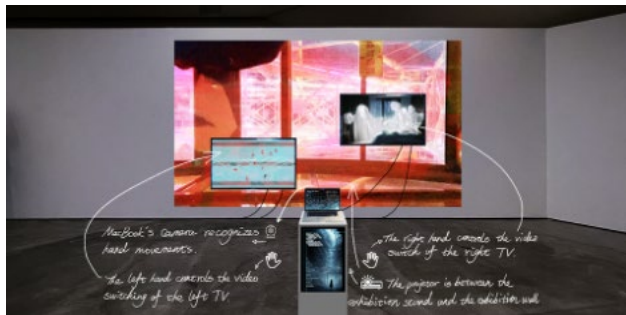 MacBook's Camera recognizes
hand movements.
The left hand controls the video
switching of the left TV
The right hand controls the video
switch of the right TV.
The projector is between the
exhibition stand and the exhibition wall